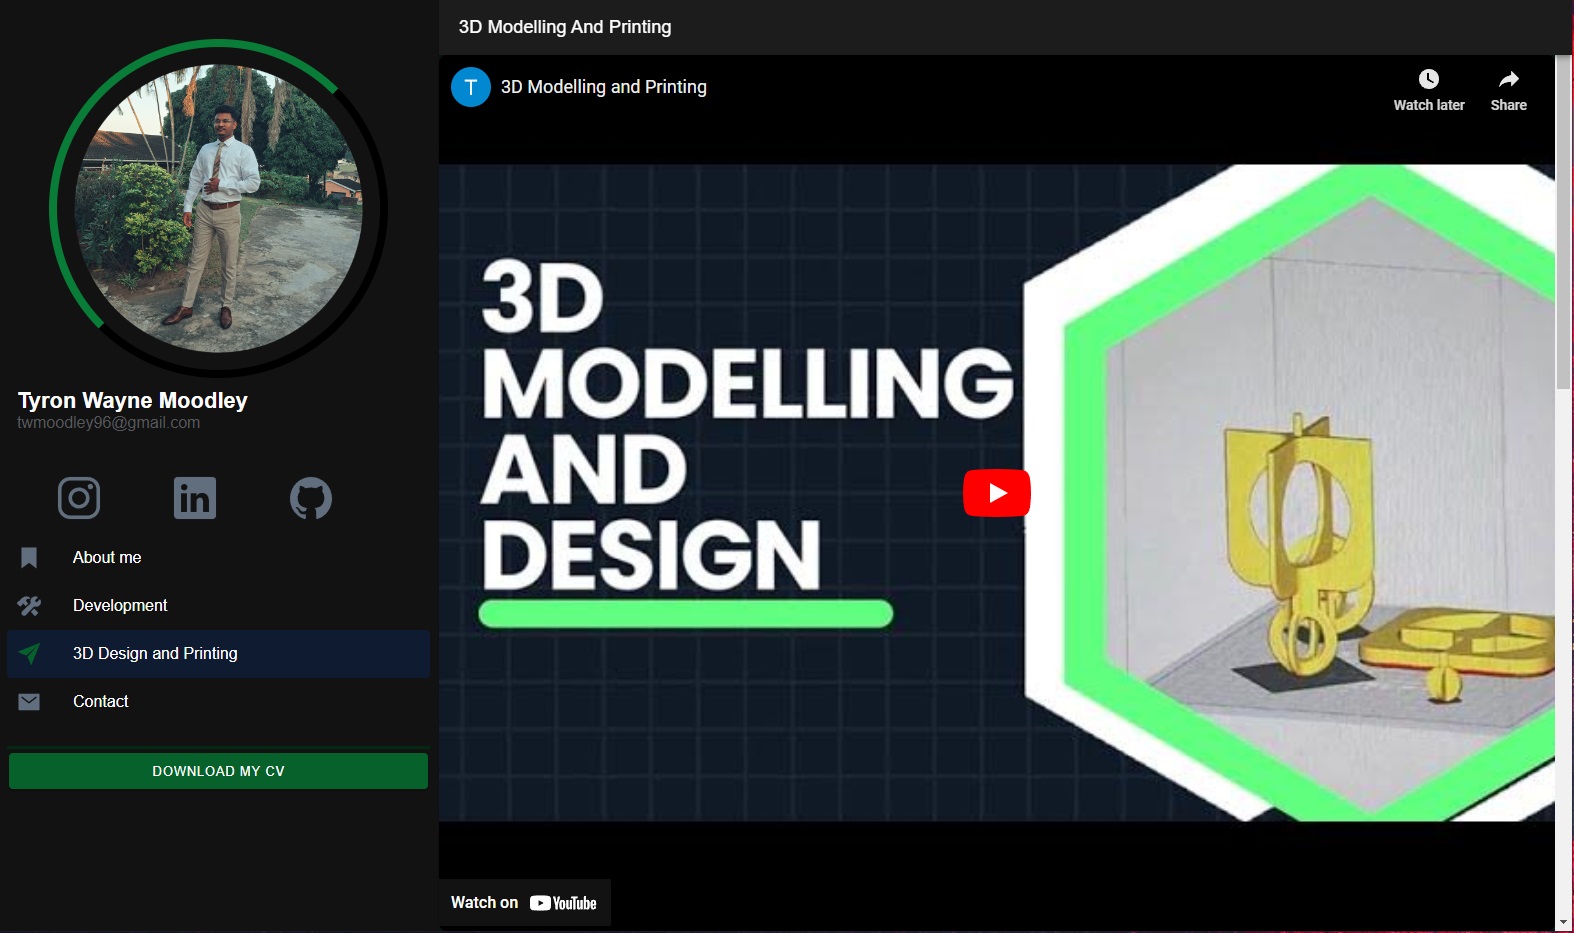 Tyron Wayne Moodley
twmoodley96@gmail.com
in
About me
Development
3D Design and Printing
Contact
DOWNLOAD MY CV
3D Modelling And Printing
T
3D Modelling and Printing
Watch later
Share
3D
MODELLING
AND
DESIGN
Watch on YouTube